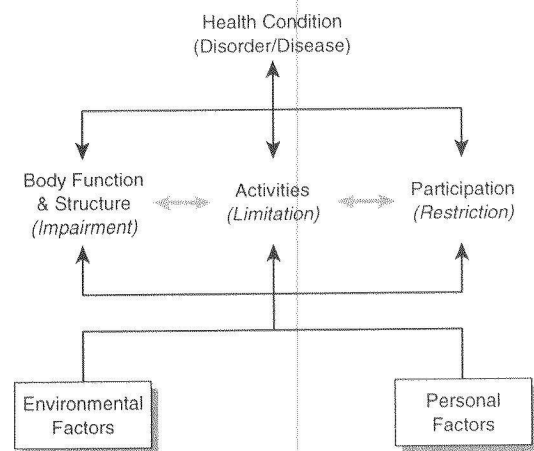 Health Condition
(Disorder/Disease)
Body Function
& Structure
(Impairment)
Activities
(Limitation)
Participation
(Restriction)
Environmental
Factors
Personal
Factors